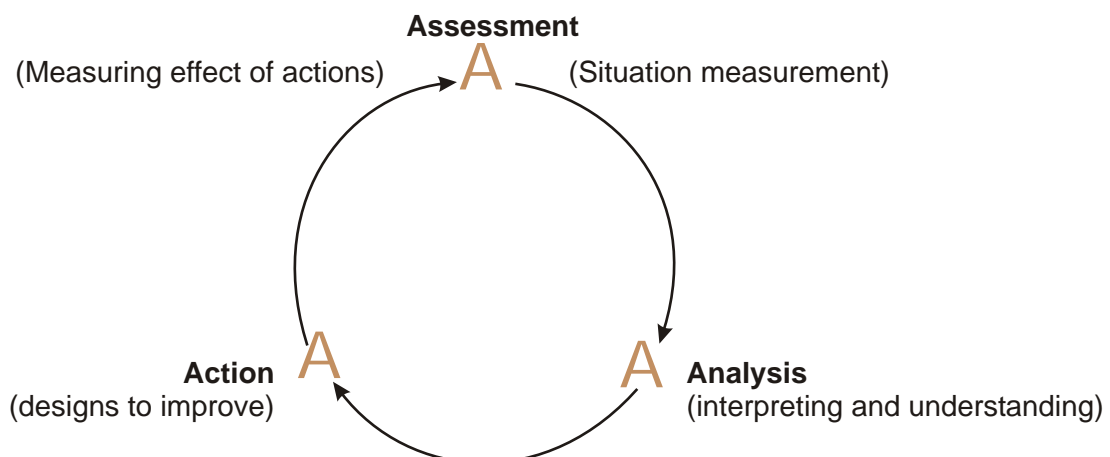 Assessment
(Measuring effect of actions) A (Situation measurement)
A
Action
(designs to improve)
A
Analysis
(interpreting and understanding)